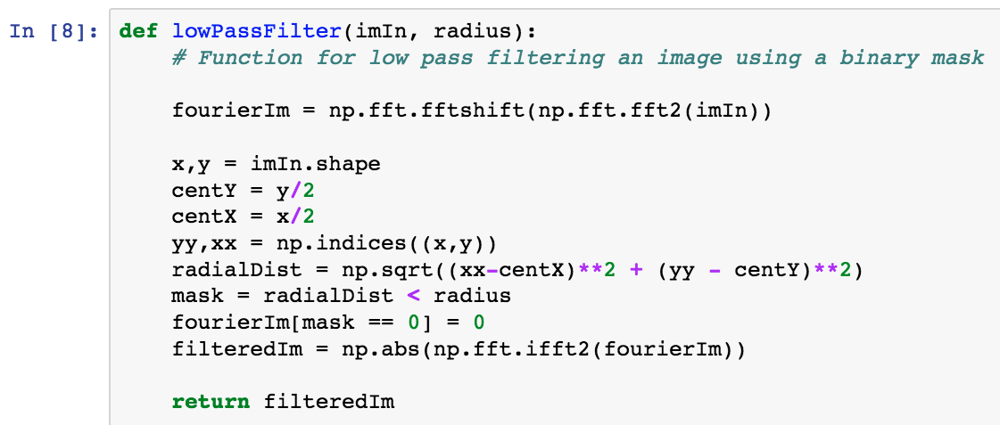 In [8]: def lowPassFilter(imIn, radius):
# Function for low pass filtering an image using a binary mask
fourierIm = np.fft.fftshift(np.fft.fft2(imIn))
x,y = imIn.shape
centY = y/2
centX = x/2
yy,xx = np.indices((x,y))
radialDist = np.sqrt((xx-centX)**2 + (yy - centY)**2)
mask = radialDist < radius
fourierIm[mask == 0] = 0
filteredIm = np.abs(np.fft.ifft2(fourierIm))
return filteredIm